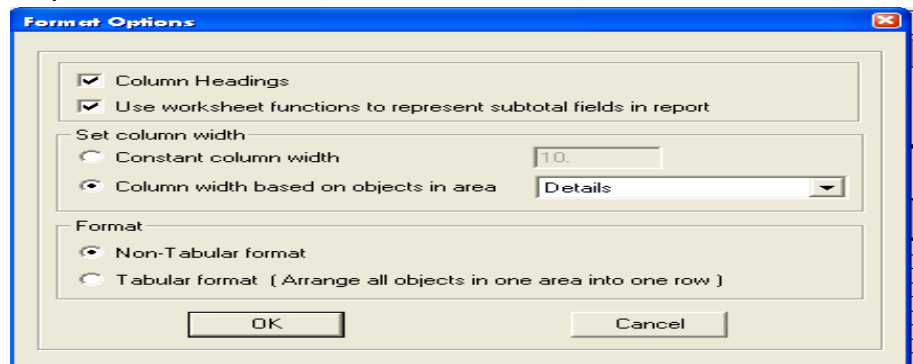 Format Options
Column Headings
Use worksheet functions to represent subtotal fields in report
Set column width
Constant column width 10.
Column width based on objects in area Details
Format
Non-Tabular format
Tabular format ( Arrange all objects in one area into one row )
OK Cancel